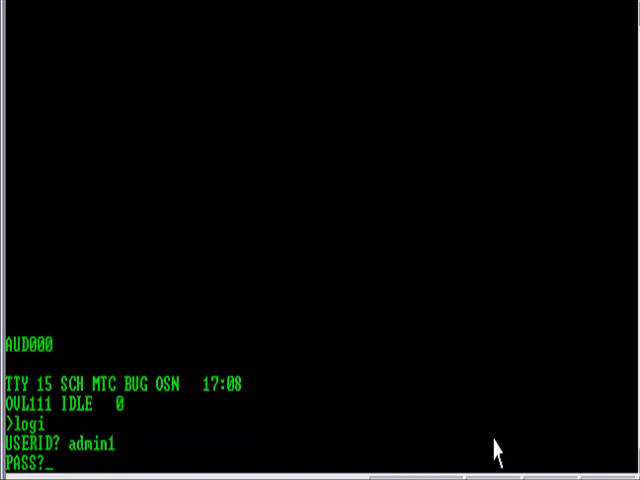 AUD000
TTY 15 SCH MTC BUG OSN 17:08
OVL111 IDLE 0
>logi
USERID? admin1
PASS?_